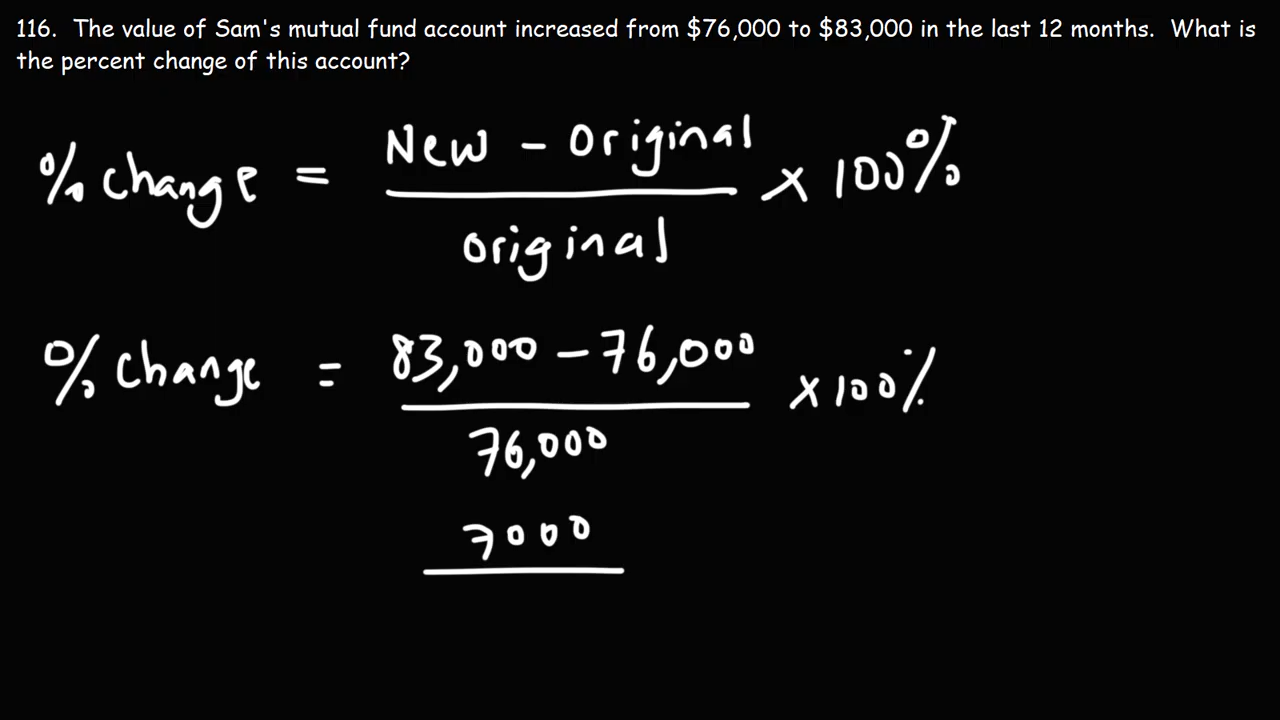 116. The value of Sam's mutual fund account increased from $76,000 to $83,000 in the last 12 months. What is
the percent change of this account?
% change = New - Original / original × 100%
% change = 83,000 - 76,000 / 76,000 × 100%
7000